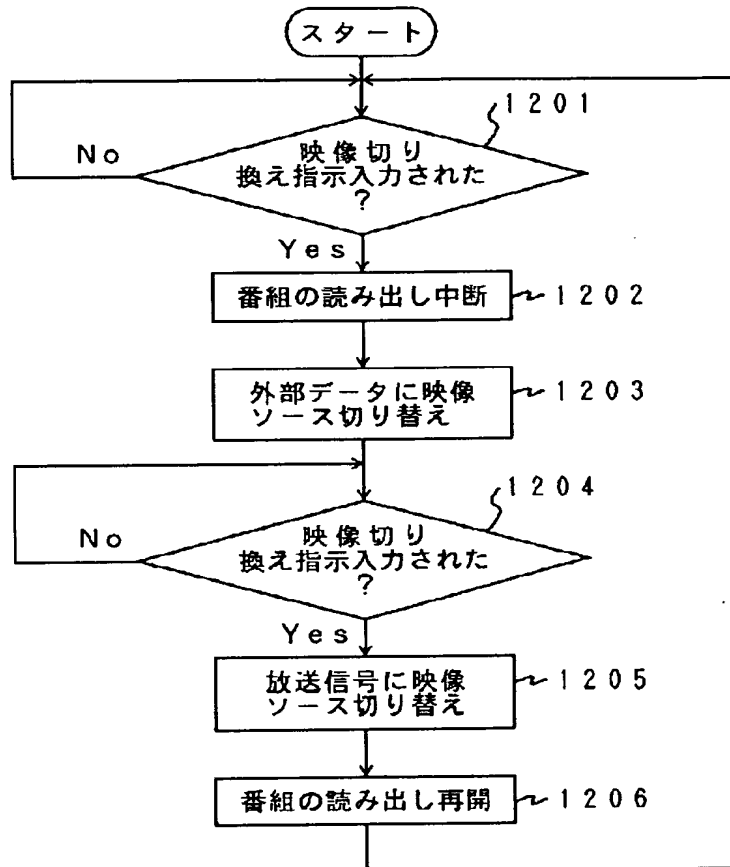 スタート
1201
映像切り
換え指示入力された
?
No
Yes
番組の読み出し中断
1202
外部データに映像
ソース切り替え
1203
1204
映像切り
換え指示入力された
?
No
Yes
放送信号に映像
ソース切り替え
1205
番組の読み出し再開
1206